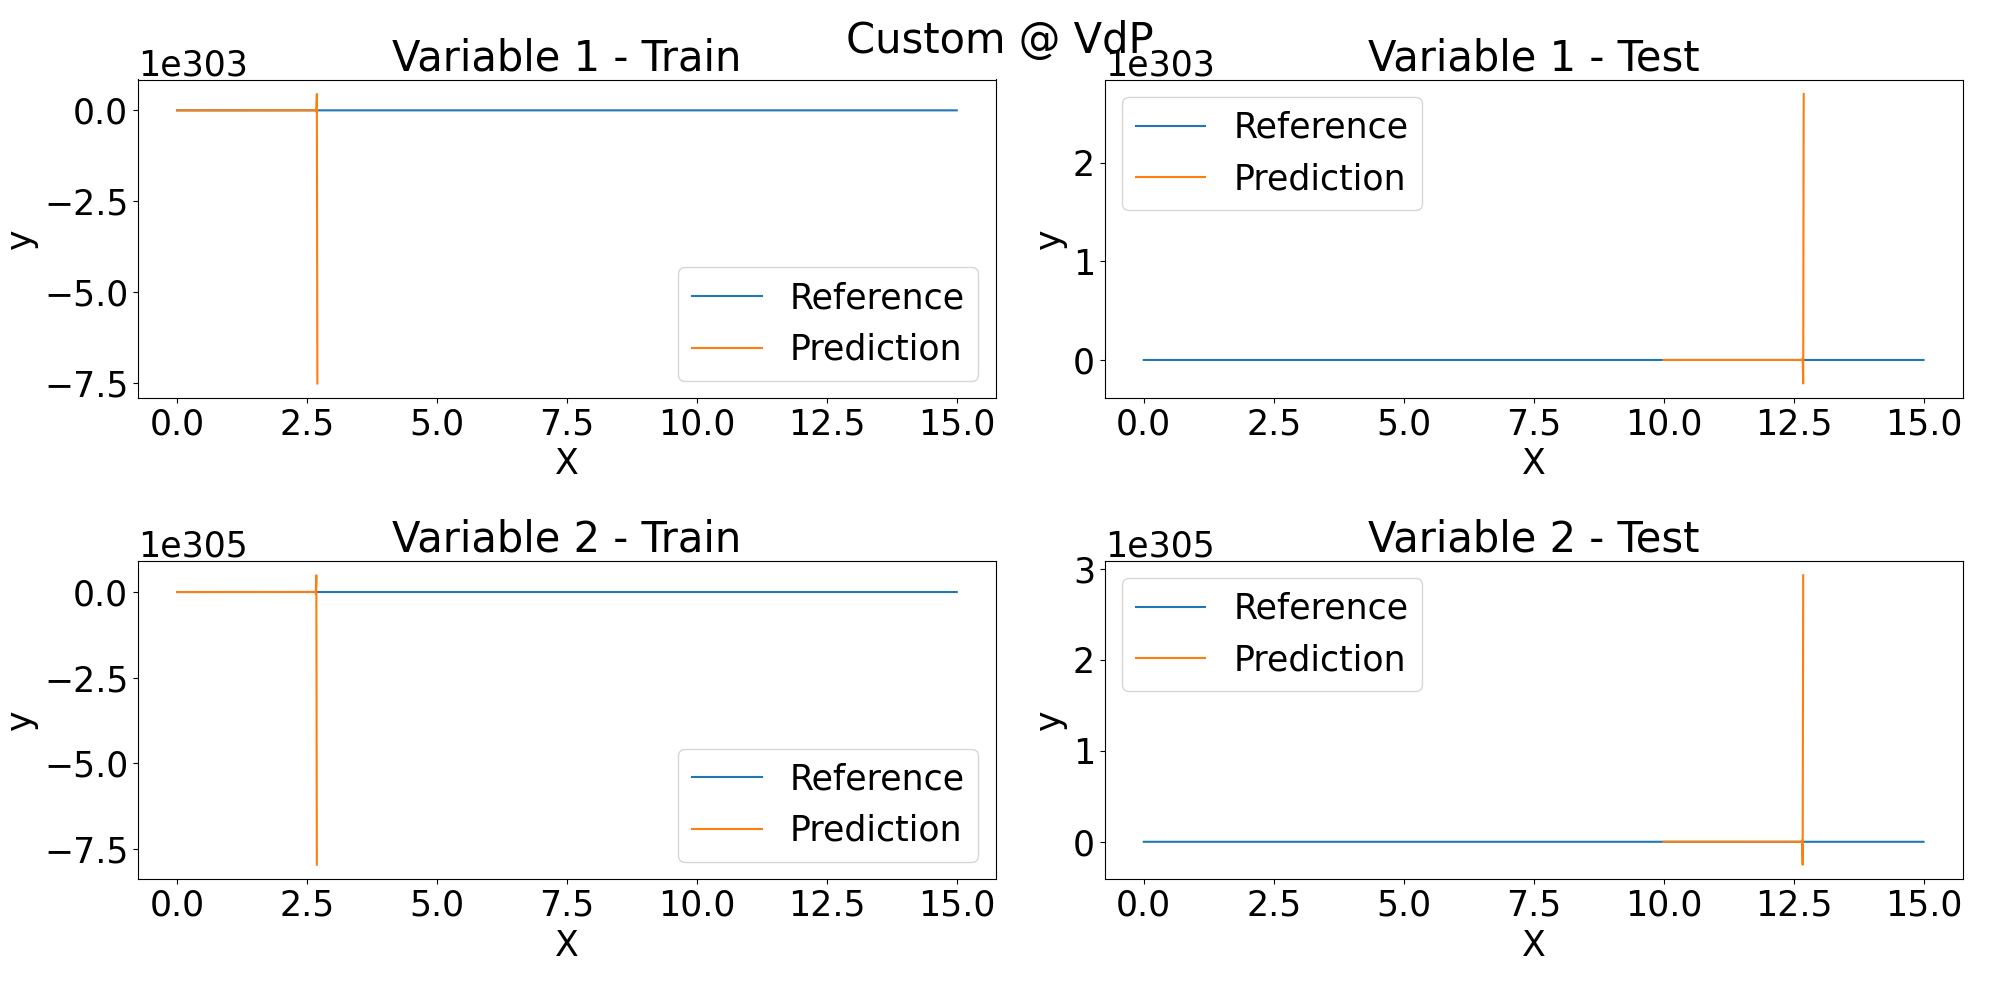 Custom @ VdP
Variable 1 - Train
1e303
0.0
−2.5
−5.0
−7.5
y
Reference
Prediction
0.0 2.5 5.0 7.5 10.0 12.5 15.0
X
Variable 1 - Test
1e303
2
1
0
y
Reference
Prediction
0.0 2.5 5.0 7.5 10.0 12.5 15.0
X
Variable 2 - Train
1e305
0.0
−2.5
−5.0
−7.5
y
Reference
Prediction
0.0 2.5 5.0 7.5 10.0 12.5 15.0
X
Variable 2 - Test
1e305
3
2
1
0
y
Reference
Prediction
0.0 2.5 5.0 7.5 10.0 12.5 15.0
X